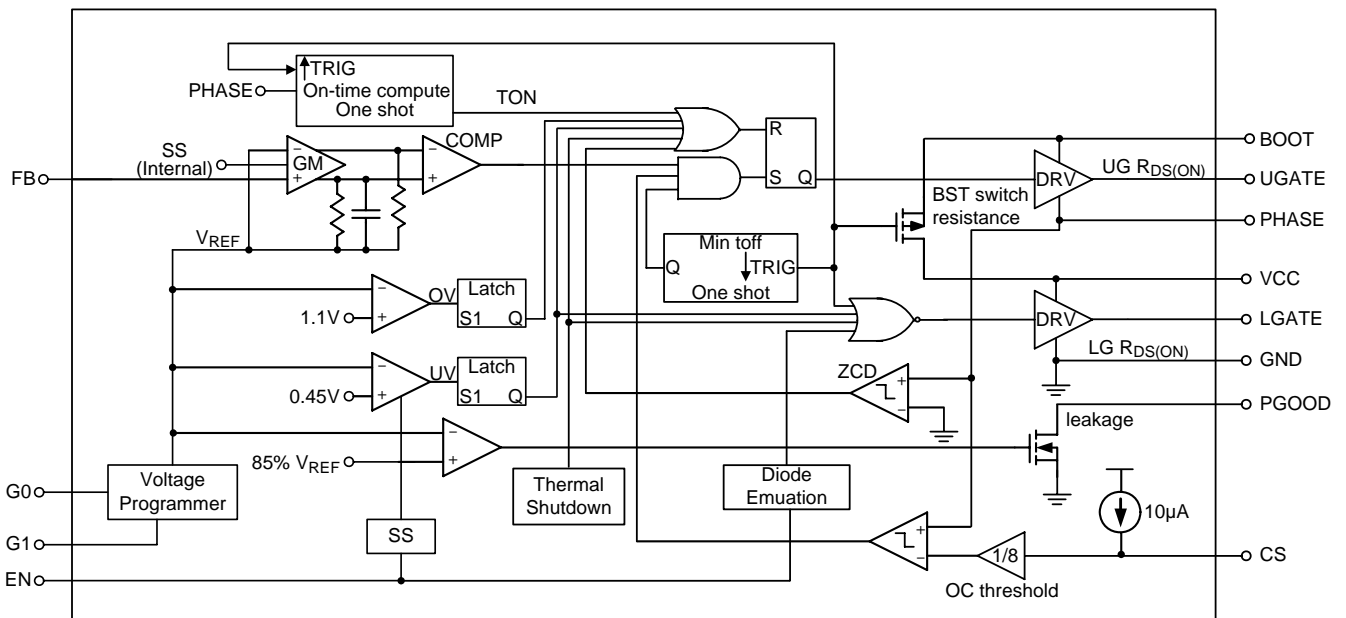 TRIG
On-time compute
One shot
PHASE
TON
COMP
SS
(Internal)
GM
FB
R
S Q
BOOT
UG RDS(ON)
UGATE
DRV
BST switch
resistance
PHASE
VREF
Min toff
Q TRIG
One shot
VCC
OV
Latch
S1 Q
1.1V
DRV
LGATE
LG RDS(ON)
GND
UV
Latch
S1 Q
0.45V
ZCD
PGOOD
leakage
85% VREF
Voltage
Programmer
G0
Thermal
Shutdown
Diode
Emuation
10µA
SS
G1
1/8
CS
EN
OC threshold
+
−